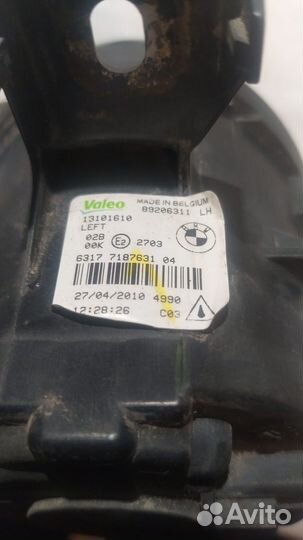 Valeo MADE IN BELGIUM
13101610 89206311 LH
LEFT
02B
00K E2 2703 BMW
6317 7187631 04
27/04/2010 4990
12:28:26 C03
Avito